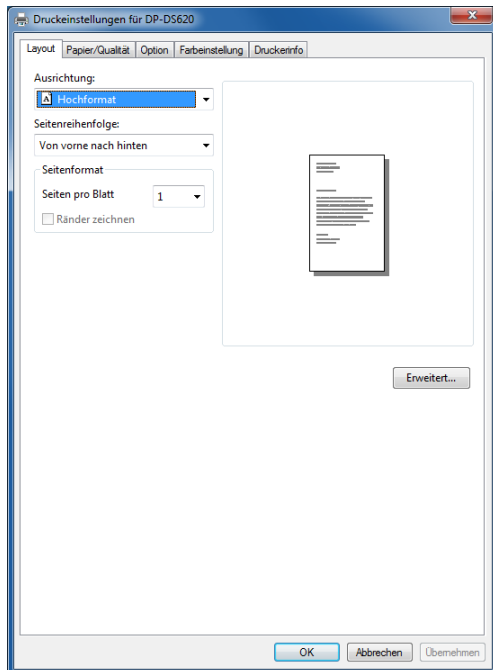 Druckeinstellungen für DP-DS620
Layout Papier/Qualität Option Farbeinstellung Druckerinfo
Ausrichtung:
A Hochformat
Seitenreihenfolge:
Von vorne nach hinten
Seitenformat
Seiten pro Blatt 1
Ränder zeichnen
Erweitert...
OK Abbrechen Übernehmen